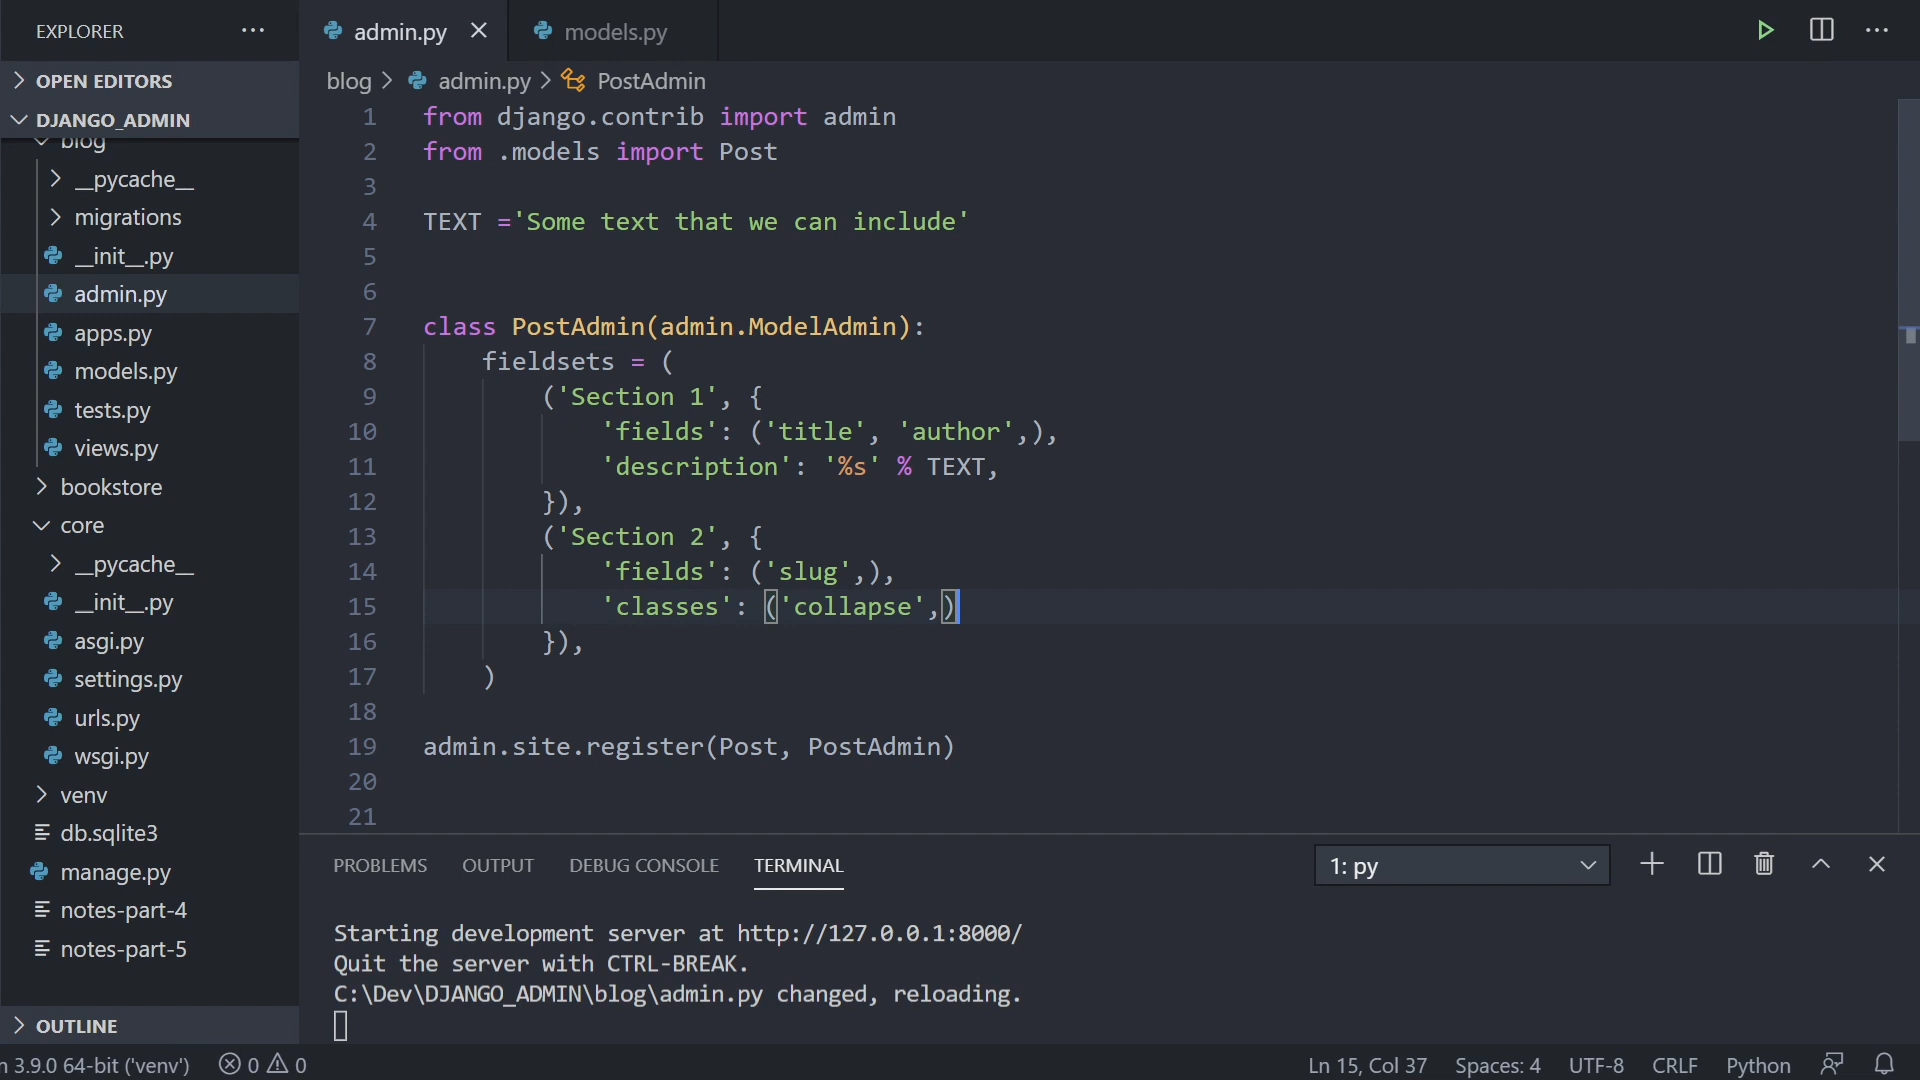 EXPLORER
admin.py
models.py
OPEN EDITORS
DJANGO_ADMIN
blog
__pycache__
migrations
__init__.py
admin.py
apps.py
models.py
tests.py
views.py
bookstore
core
__pycache__
__init__.py
asgi.py
settings.py
urls.py
wsgi.py
venv
db.sqlite3
manage.py
notes-part-4
notes-part-5
OUTLINE
blog > admin.py > PostAdmin
1 from django.contrib import admin
2 from .models import Post
3
4 TEXT ='Some text that we can include'
5
6
7 class PostAdmin(admin.ModelAdmin):
8     fieldsets = (
9         ('Section 1', {
10             'fields': ('title', 'author',),
11             'description': '%s' % TEXT,
12         }),
13         ('Section 2', {
14             'fields': ('slug',),
15             'classes': ('collapse',)
16         }),
17     )
18
19 admin.site.register(Post, PostAdmin)
20
21
PROBLEMS OUTPUT DEBUG CONSOLE TERMINAL
1: py
Starting development server at http://127.0.0.1:8000/
Quit the server with CTRL-BREAK.
C:\Dev\DJANGO_ADMIN\blog\admin.py changed, reloading.
n 3.9.0 64-bit ('venv') 0 0 Ln 15, Col 37 Spaces: 4 UTF-8 CRLF Python